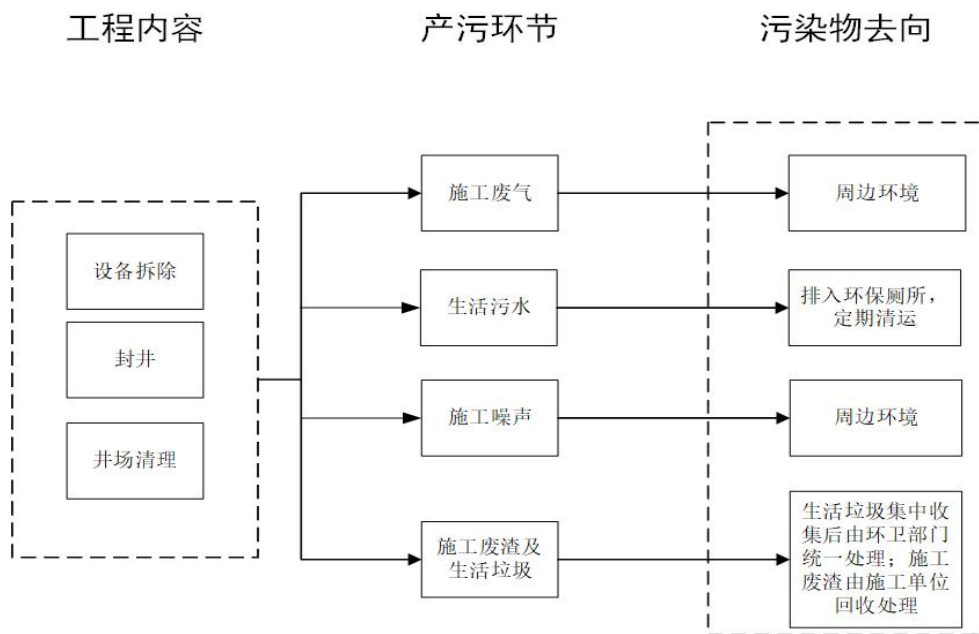 工程内容
产污环节
污染物去向
设备拆除
封井
井场清理
施工废气
生活污水
施工噪声
施工废渣及
生活垃圾
周边环境
排入环保厕所，
定期清运
周边环境
生活垃圾集中收
集后由环卫部门
统一处理；施工
废渣由施工单位
回收处理